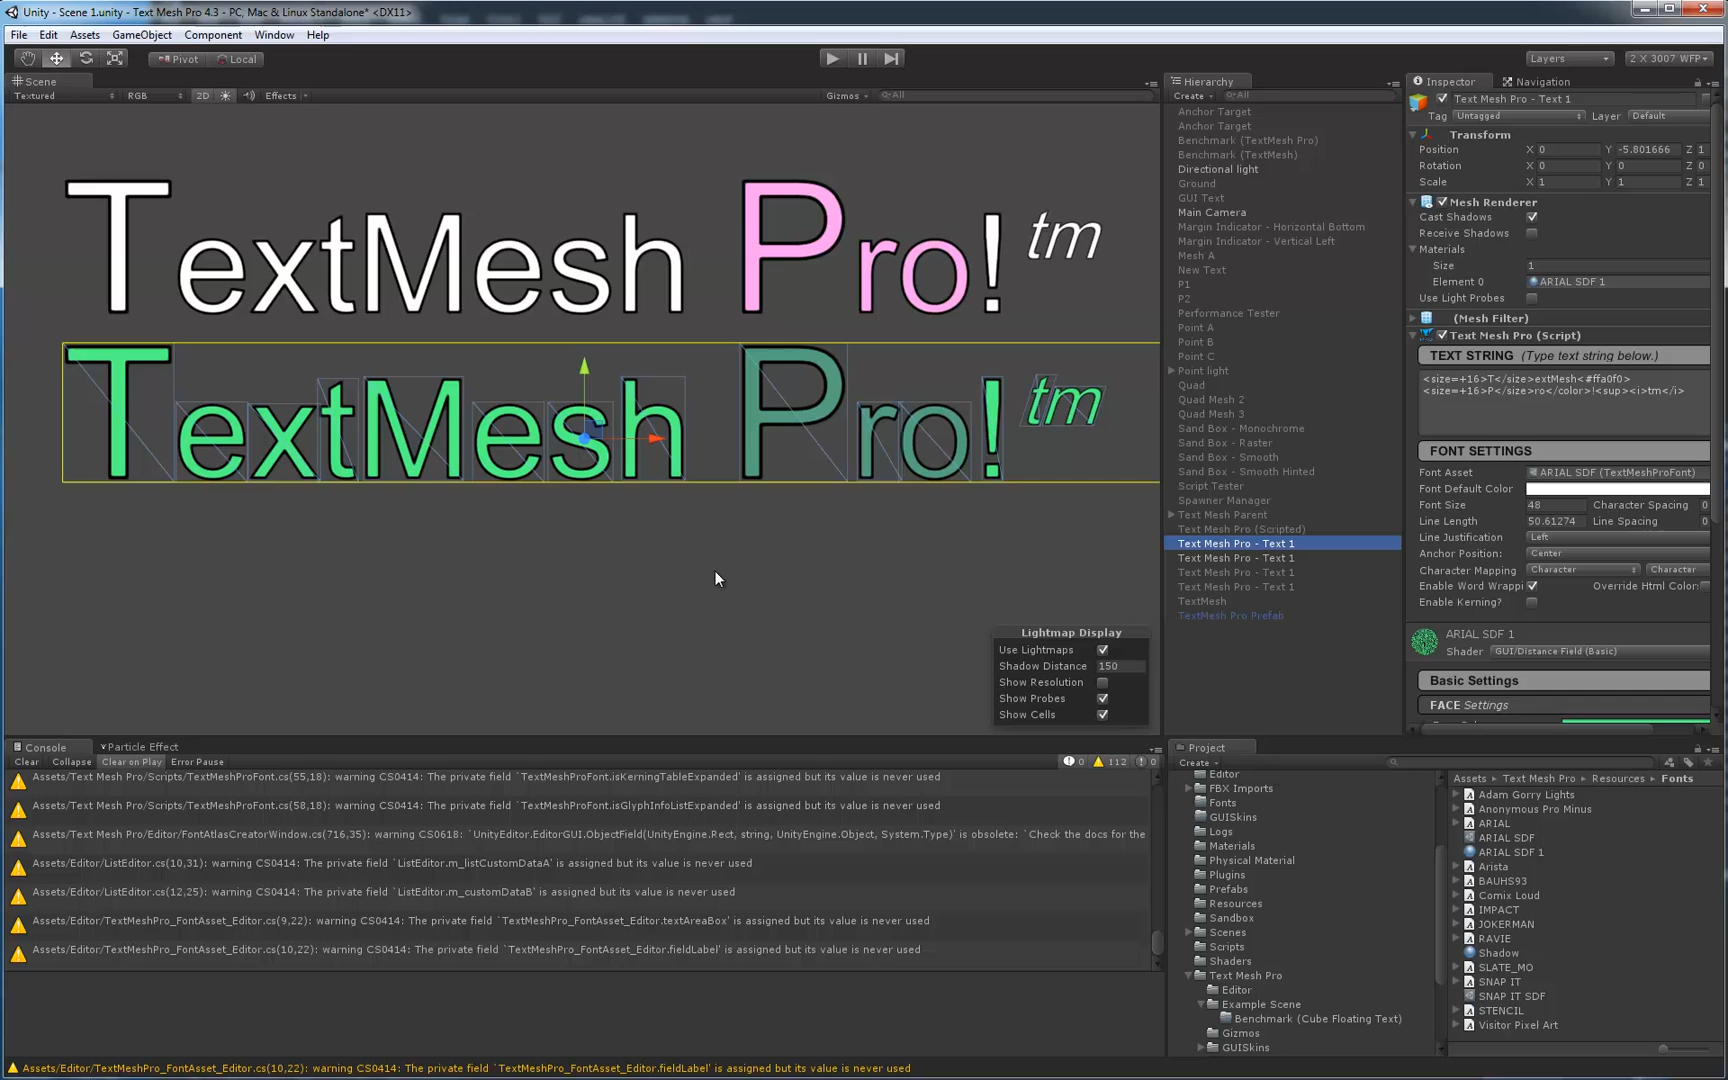 Unity - Scene 1.unity - Text Mesh Pro 4.3 - PC, Mac & Linux Standalone* <DX11>
File Edit Assets GameObject Component Window Help
Pivot Local
Layers 2 X 3007 WFP
Scene
Textured RGB 2D Effects Gizmos All
TextMesh Pro!tm
TextMesh Pro!tm
Lightmap Display
Use Lightmaps
Shadow Distance 150
Show Resolution
Show Probes
Show Cells
Hierarchy
Create All
Anchor Target
Anchor Target
Benchmark (TextMesh Pro)
Benchmark (TextMesh)
Directional light
Ground
GUI Text
Main Camera
Margin Indicator - Horizontal Bottom
Margin Indicator - Vertical Left
Mesh A
New Text
P1
P2
Performance Tester
Point A
Point B
Point C
Point light
Quad
Quad Mesh 2
Quad Mesh 3
Sand Box - Monochrome
Sand Box - Raster
Sand Box - Smooth
Sand Box - Smooth Hinted
Script Tester
Spawner Manager
Text Mesh Parent
Text Mesh Pro (Scripted)
Text Mesh Pro - Text 1
Text Mesh Pro - Text 1
Text Mesh Pro - Text 1
Text Mesh Pro - Text 1
TextMesh
TextMesh Pro Prefab
Inspector Navigation
Text Mesh Pro - Text 1
Tag Untagged Layer Default
Transform
Position X 0 Y -5.801666 Z 1
Rotation X 0 Y 0 Z 0
Scale X 1 Y 1 Z 1
Mesh Renderer
Cast Shadows
Receive Shadows
Materials
Size 1
Element 0 ARIAL SDF 1
Use Light Probes
(Mesh Filter)
Text Mesh Pro (Script)
TEXT STRING (Type text string below.)
<size=+16>T</size>extMesh<#ffa0f0>
<size=+16>P</size>ro</color>!<sup><i>tm</i>
FONT SETTINGS
Font Asset ARIAL SDF (TextMeshProFont)
Font Default Color
Font Size 48 Character Spacing 0
Line Length 50.61274 Line Spacing 0
Line Justification Left
Anchor Position: Center
Character Mapping Character Character
Enable Word Wrappi Override Html Color:
Enable Kerning?
ARIAL SDF 1
Shader GUI/Distance Field (Basic)
Basic Settings
FACE Settings
Console Particle Effect
Clear Collapse Clear on Play Error Pause 0 112 0
Assets/Text Mesh Pro/Scripts/TextMeshProFont.cs(55,18): warning CS0414: The private field `TextMeshProFont.isKerningTableExpanded' is assigned but its value is never used
Assets/Text Mesh Pro/Scripts/TextMeshProFont.cs(58,18): warning CS0414: The private field `TextMeshProFont.isGlyphInfoListExpanded' is assigned but its value is never used
Assets/Text Mesh Pro/Editor/FontAtlasCreatorWindow.cs(716,35): warning CS0618: `UnityEditor.EditorGUI.ObjectField(UnityEngine.Rect, string, UnityEngine.Object, System.Type)' is obsolete: `Check the docs for the
Assets/Editor/ListEditor.cs(10,31): warning CS0414: The private field `ListEditor.m_listCustomDataA' is assigned but its value is never used
Assets/Editor/ListEditor.cs(12,25): warning CS0414: The private field `ListEditor.m_customDataB' is assigned but its value is never used
Assets/Editor/TextMeshPro_FontAsset_Editor.cs(9,22): warning CS0414: The private field `TextMeshPro_FontAsset_Editor.textAreaBox' is assigned but its value is never used
Assets/Editor/TextMeshPro_FontAsset_Editor.cs(10,22): warning CS0414: The private field `TextMeshPro_FontAsset_Editor.fieldLabel' is assigned but its value is never used
Project
Create
Editor
FBX Imports
Fonts
GUISkins
Logs
Materials
Physical Material
Plugins
Prefabs
Resources
Sandbox
Scenes
Scripts
Shaders
Text Mesh Pro
Editor
Example Scene
Benchmark (Cube Floating Text)
Gizmos
GUISkins
Assets Text Mesh Pro Resources Fonts
Adam Gorry Lights
Anonymous Pro Minus
ARIAL
ARIAL SDF
ARIAL SDF 1
Arista
BAUHS93
Comix Loud
IMPACT
JOKERMAN
RAVIE
Shadow
SLATE_MO
SNAP IT
SNAP IT SDF
STENCIL
Visitor Pixel Art
Assets/Editor/TextMeshPro_FontAsset_Editor.cs(10,22): warning CS0414: The private field `TextMeshPro_FontAsset_Editor.fieldLabel' is assigned but its value is never used